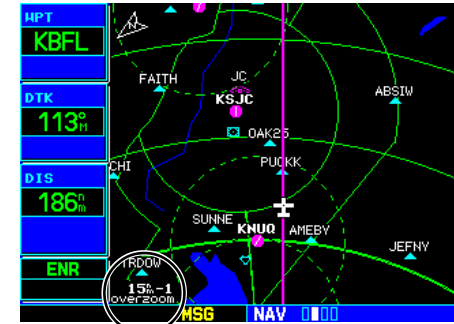 WPT
KBFL
DTK
113°M
DIS
186nm
ENR
FAITH
JC
KSJC
ABSIW
OAK25
CHI
PUCKK
SUNNE
KNUQ
AMEBY
JEFNY
TRDOW
15nm-1
overzoom
MSG
NAV